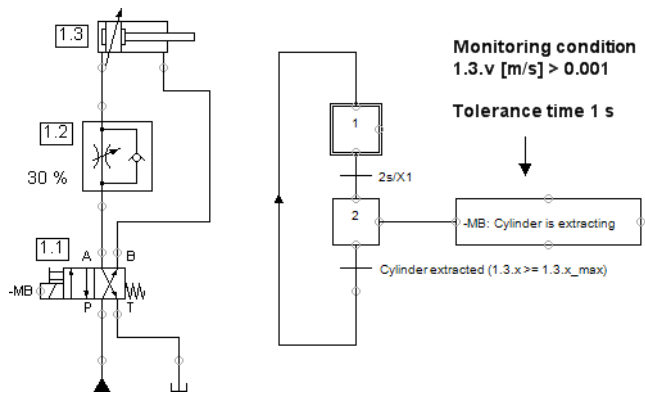 1.3
1.2
30 %
1.1
A
B
-MB
P
T
1
2s/X1
2
-MB: Cylinder is extracting
Cylinder extracted (1.3.x >= 1.3.x_max)
Monitoring condition
1.3.v [m/s] > 0.001
Tolerance time 1 s